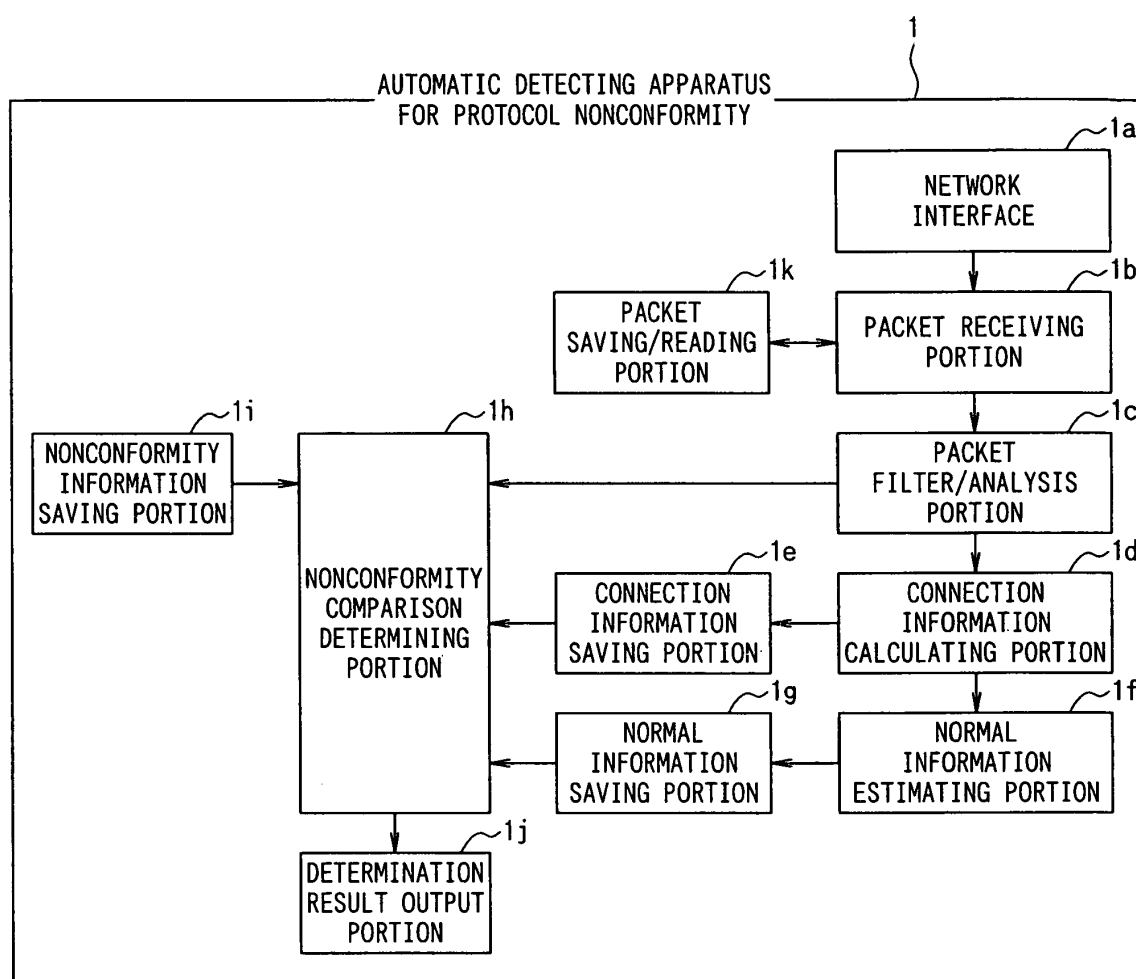 1
AUTOMATIC DETECTING APPARATUS
FOR PROTOCOL NONCONFORMITY
1a
NETWORK
INTERFACE
1k
1b
PACKET
SAVING/READING
PORTION
PACKET RECEIVING
PORTION
1i
1h
1c
NONCONFORMITY
INFORMATION
SAVING PORTION
PACKET
FILTER/ANALYSIS
PORTION
NONCONFORMITY
COMPARISON
DETERMINING
PORTION
1e
1d
CONNECTION
INFORMATION
SAVING PORTION
CONNECTION
INFORMATION
CALCULATING PORTION
1g
1f
NORMAL
INFORMATION
SAVING PORTION
NORMAL
INFORMATION
ESTIMATING PORTION
1j
DETERMINATION
RESULT OUTPUT
PORTION